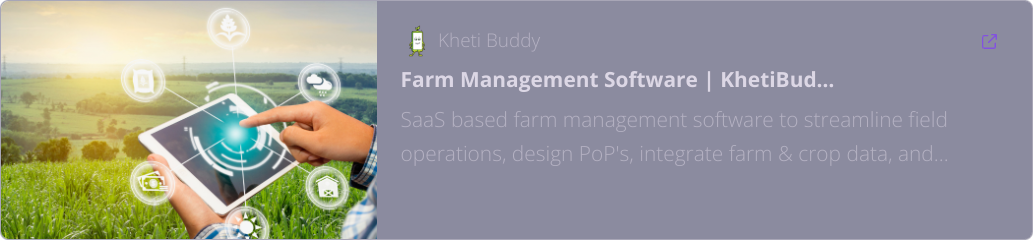 Kheti Buddy
Farm Management Software | KhetiBud...
SaaS based farm management software to streamline field
operations, design PoP's, integrate farm & crop data, and...